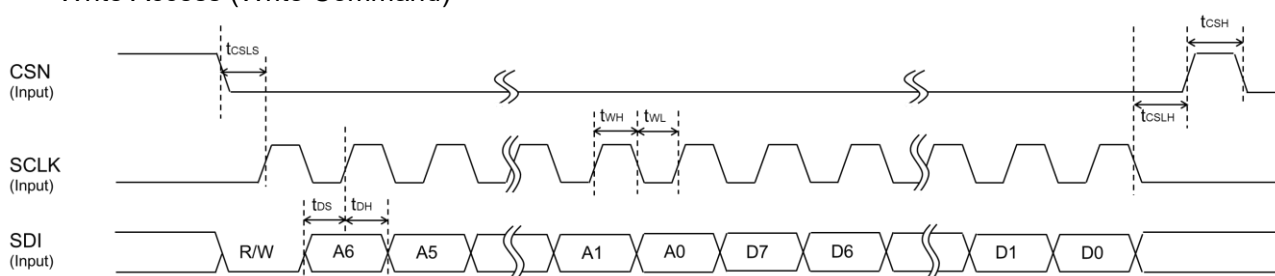 Write Access (Write Command)
tCSLS
tCSH
CSN
(Input)
tCSLH
tWH tWL
SCLK
(Input)
tDS tDH
SDI
(Input)
R/W A6 A5 A1 A0 D7 D6 D1 D0